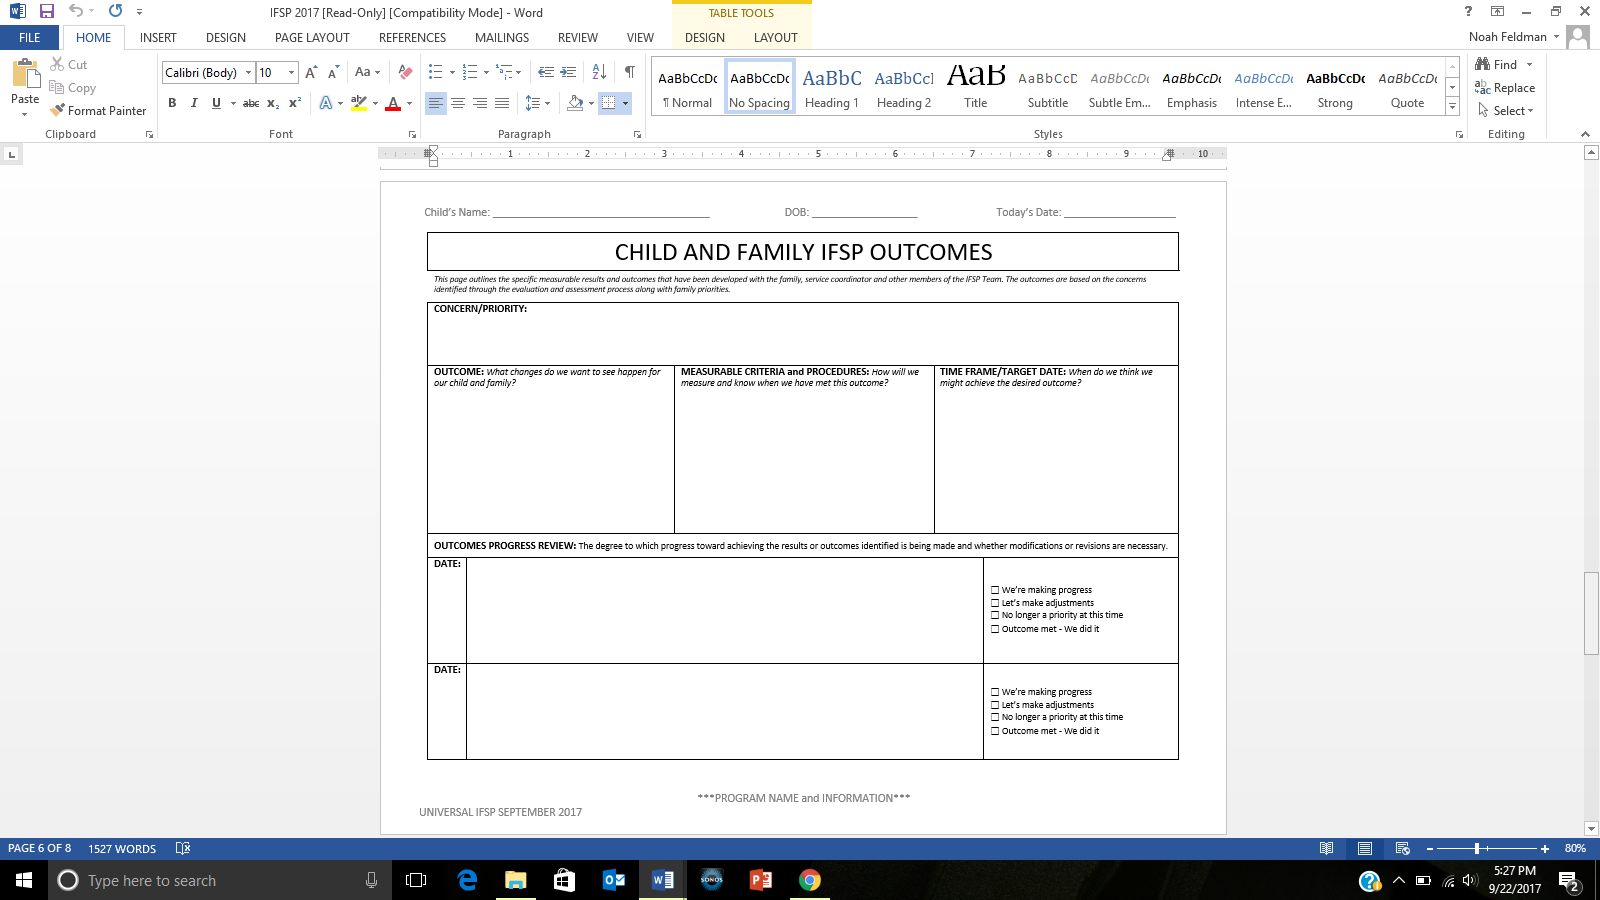 IFSP 2017 [Read-Only] [Compatibility Mode] - Word
TABLE TOOLS
FILE HOME INSERT DESIGN PAGE LAYOUT REFERENCES MAILINGS REVIEW VIEW DESIGN LAYOUT
Noah Feldman
Paste
Cut
Copy
Format Painter
Clipboard
Calibri (Body) 10
Font
Paragraph
AaBbCcDc AaBbCcDc AaBbC AaBbCcI AaB AaBbCcD AaBbCcDc AaBbCcDc AaBbCcDc AaBbCcDc AaBbCcDc
¶ Normal No Spacing Heading 1 Heading 2 Title Subtitle Subtle Em... Emphasis Intense E... Strong Quote
Styles
Find
Replace
Select
Editing
1 2 3 4 5 6 7 8 9 10
Child's Name: DOB: Today's Date:
CHILD AND FAMILY IFSP OUTCOMES
This page outlines the specific measurable results and outcomes that have been developed with the family, service coordinator and other members of the IFSP Team. The outcomes are based on the concerns
identified through the evaluation and assessment process along with family priorities.
CONCERN/PRIORITY:
OUTCOME: What changes do we want to see happen for
our child and family?
MEASURABLE CRITERIA and PROCEDURES: How will we
measure and know when we have met this outcome?
TIME FRAME/TARGET DATE: When do we think we
might achieve the desired outcome?
OUTCOMES PROGRESS REVIEW: The degree to which progress toward achieving the results or outcomes identified is being made and whether modifications or revisions are necessary.
DATE:
☐ We're making progress
☐ Let's make adjustments
☐ No longer a priority at this time
☐ Outcome met - We did it
DATE:
☐ We're making progress
☐ Let's make adjustments
☐ No longer a priority at this time
☐ Outcome met - We did it
***PROGRAM NAME and INFORMATION***
UNIVERSAL IFSP SEPTEMBER 2017
PAGE 6 OF 8 1527 WORDS
80%
Type here to search
SONOS
5:27 PM
9/22/2017
2